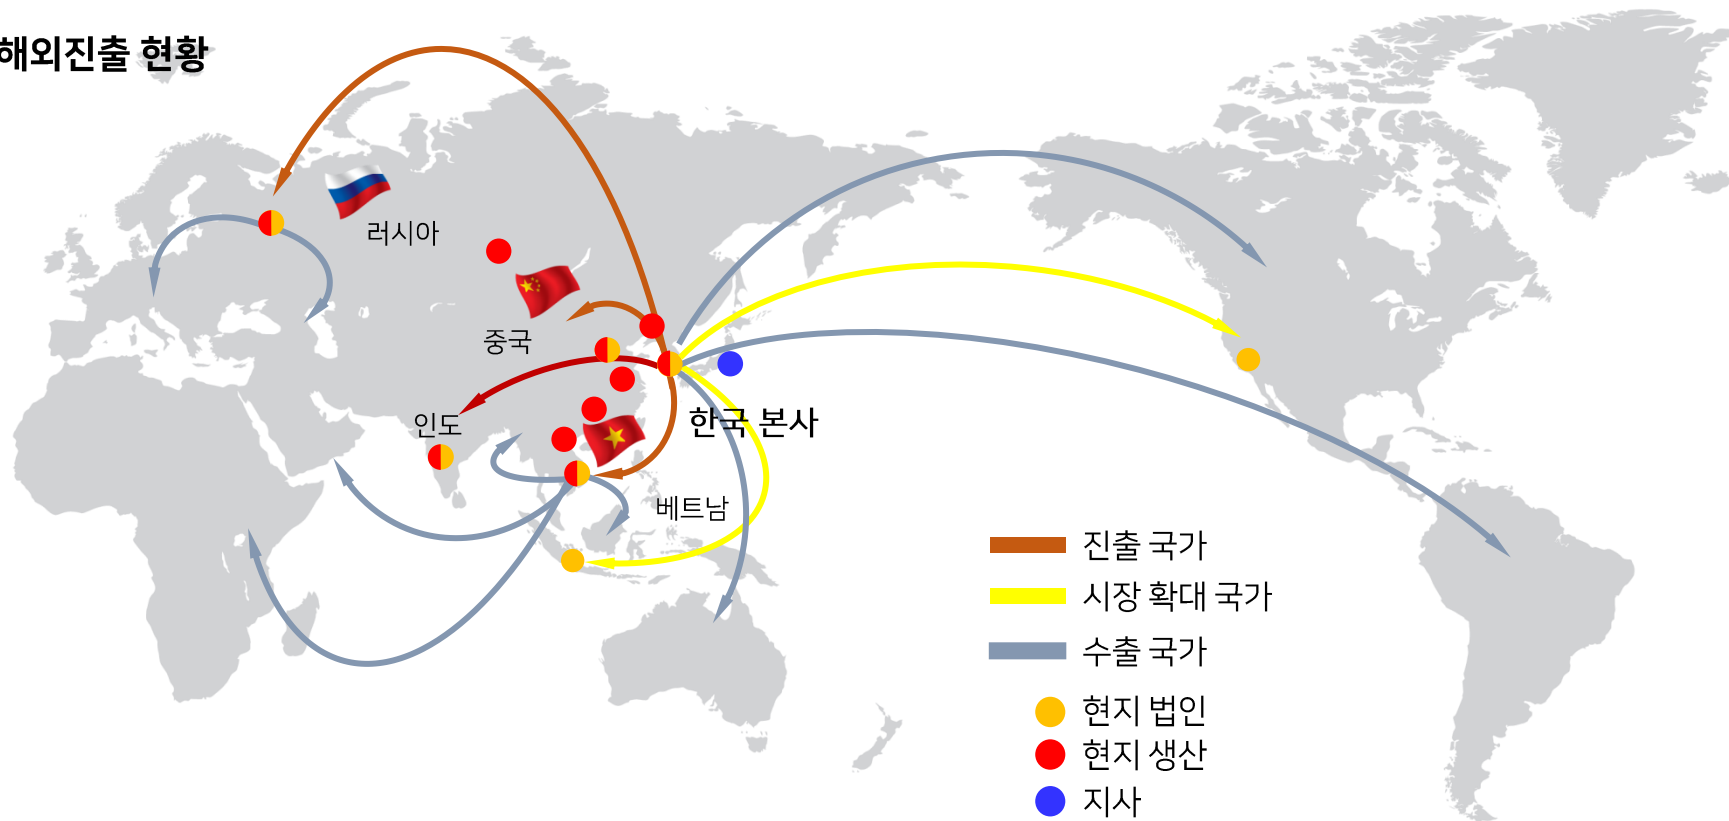 해외진출 현황
러시아
중국
인도
한국 본사
베트남
진출 국가
시장 확대 국가
수출 국가
현지 법인
현지 생산
지사